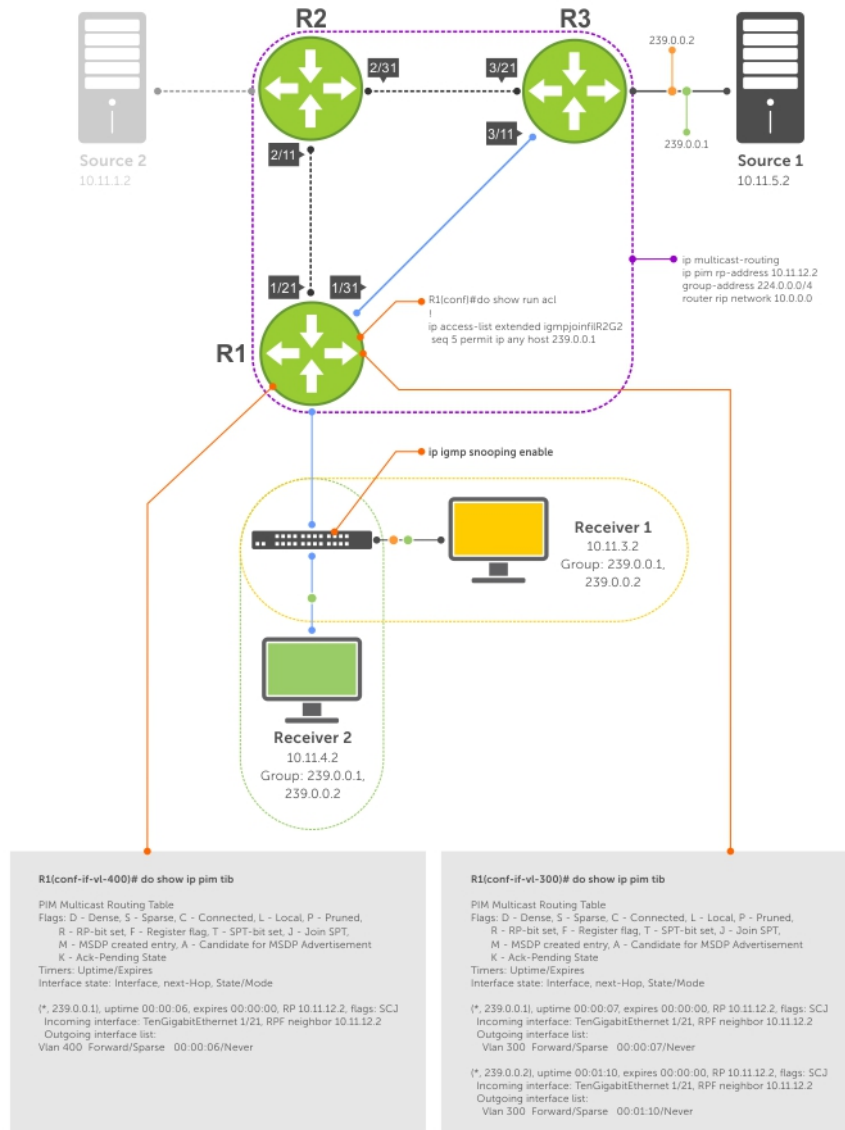 R2
R3
239.0.0.2
2/31
3/21
3/11
2/11
239.0.0.1
Source 2
10.11.1.2
Source 1
10.11.5.2
ip multicast-routing
ip pim rp-address 10.11.12.2
group-address 224.0.0.0/4
router rip network 10.0.0.0
1/21
1/31
R1(conf)#do show run acl
!
ip access-list extended igmpjoinfilR2G2
seq 5 permit ip any host 239.0.0.1
R1
ip igmp snooping enable
Receiver 1
10.11.3.2
Group: 239.0.0.1,
239.0.0.2
Receiver 2
10.11.4.2
Group: 239.0.0.1,
239.0.0.2
R1(conf-if-vl-400)# do show ip pim tib
PIM Multicast Routing Table
Flags: D - Dense, S - Sparse, C - Connected, L - Local, P - Pruned,
R - RP-bit set, F - Register flag, T - SPT-bit set, J - Join SPT,
M - MSDP created entry, A - Candidate for MSDP Advertisement
K - Ack-Pending State
Timers: Uptime/Expires
Interface state: Interface, next-Hop, State/Mode
(*, 239.0.0.1), uptime 00:00:06, expires 00:00:00, RP 10.11.12.2, flags: SCJ
Incoming interface: TenGigabitEthernet 1/21, RPF neighbor 10.11.12.2
Outgoing interface list:
Vlan 400 Forward/Sparse 00:00:06/Never
R1(conf-if-vl-300)# do show ip pim tib
PIM Multicast Routing Table
Flags: D - Dense, S - Sparse, C - Connected, L - Local, P - Pruned,
R - RP-bit set, F - Register flag, T - SPT-bit set, J - Join SPT,
M - MSDP created entry, A - Candidate for MSDP Advertisement
K - Ack-Pending State
Timers: Uptime/Expires
Interface state: Interface, next-Hop, State/Mode
(*, 239.0.0.1), uptime 00:00:07, expires 00:00:00, RP 10.11.12.2, flags: SCJ
Incoming interface: TenGigabitEthernet 1/21, RPF neighbor 10.11.12.2
Outgoing interface list:
Vlan 300 Forward/Sparse 00:00:07/Never
(*, 239.0.0.2), uptime 00:01:10, expires 00:00:00, RP 10.11.12.2, flags: SCJ
Incoming interface: TenGigabitEthernet 1/21, RPF neighbor 10.11.12.2
Outgoing interface list:
Vlan 300 Forward/Sparse 00:01:10/Never